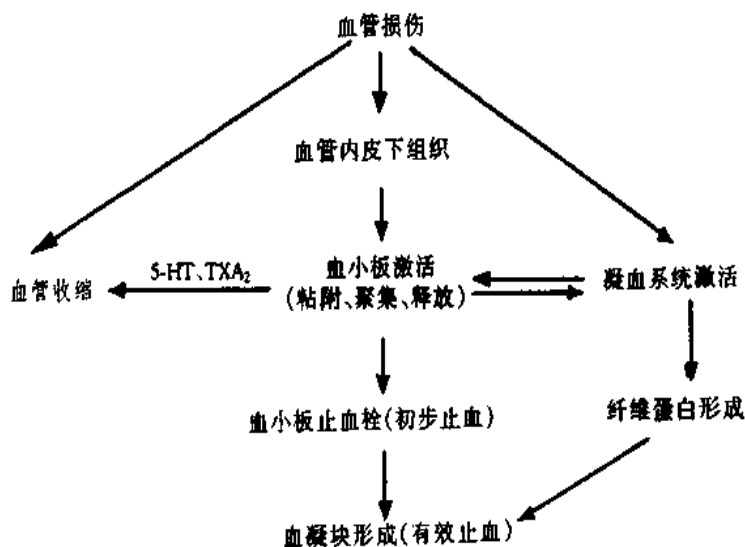 血管损伤
血管内皮下组织
5-HT、TXA₂
血管收缩
血小板激活
(粘附、聚集、释放)
凝血系统激活
血小板止血栓(初步止血)
纤维蛋白形成
血凝块形成(有效止血)